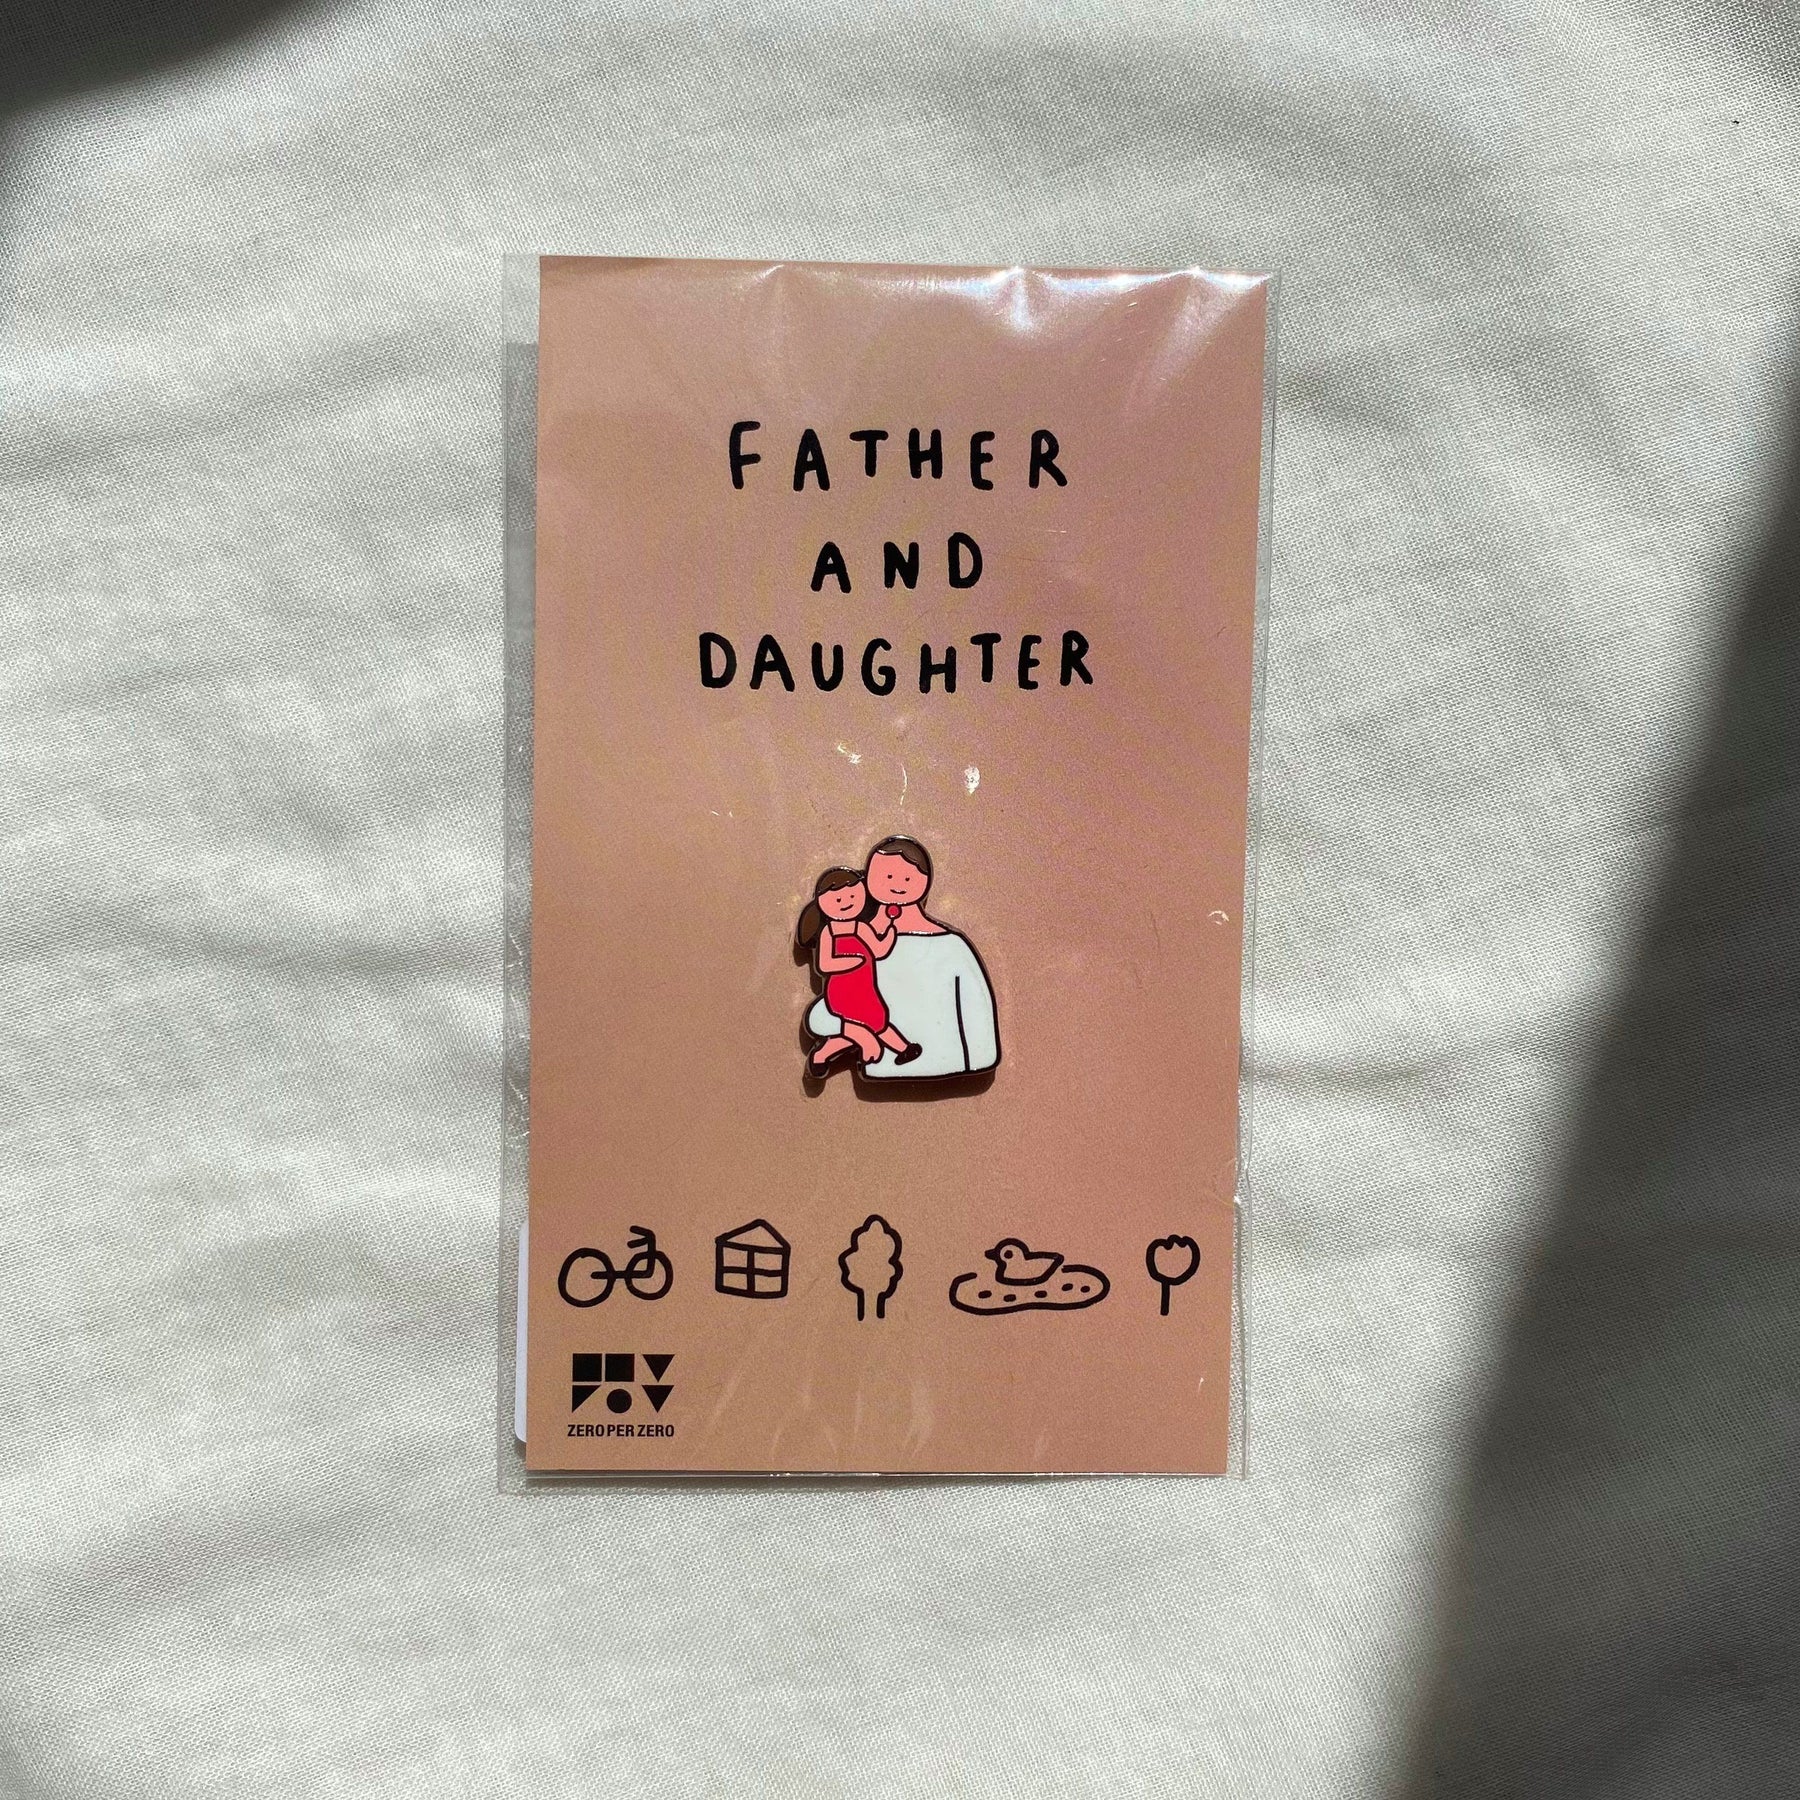 FATHER
AND
DAUGHTER
ZERO PER ZERO